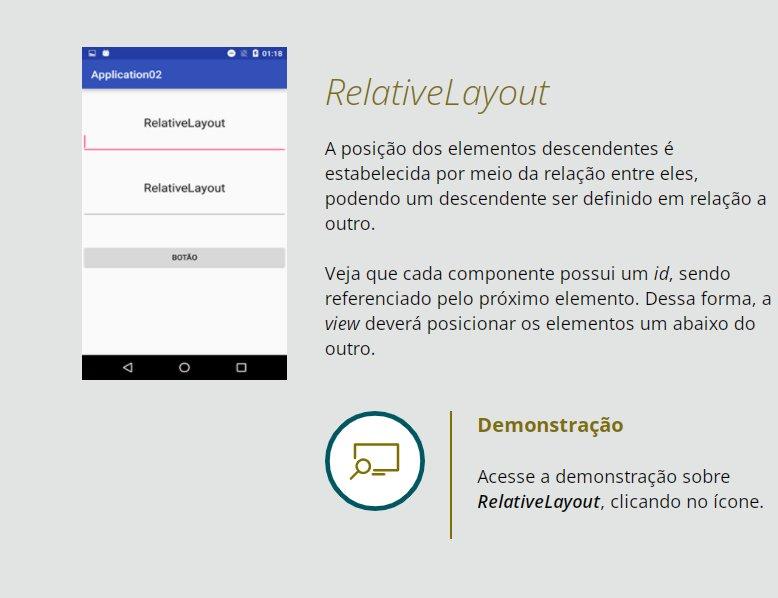 01:18
Application02
RelativeLayout
RelativeLayout
BOTÃO
RelativeLayout
A posição dos elementos descendentes é
estabelecida por meio da relação entre eles,
podendo um descendente ser definido em relação a
outro.
Veja que cada componente possui um id, sendo
referenciado pelo próximo elemento. Dessa forma, a
view deverá posicionar os elementos um abaixo do
outro.
Demonstração
Acesse a demonstração sobre
RelativeLayout, clicando no ícone.